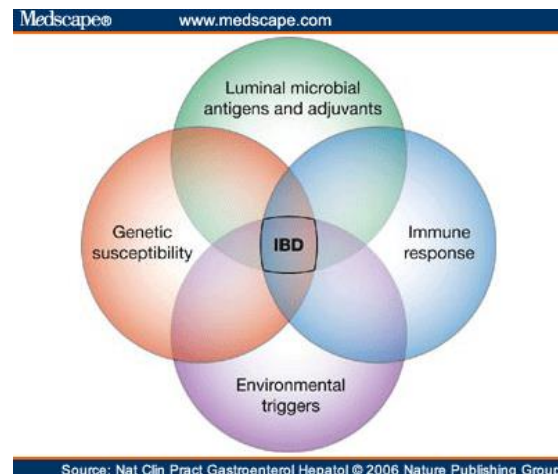 Medscape® www.medscape.com
Luminal microbial
antigens and adjuvants
Genetic
susceptibility
IBD
Immune
response
Environmental
triggers
Source: Nat Clin Pract Gastroenterol Hepatol © 2006 Nature Publishing Group